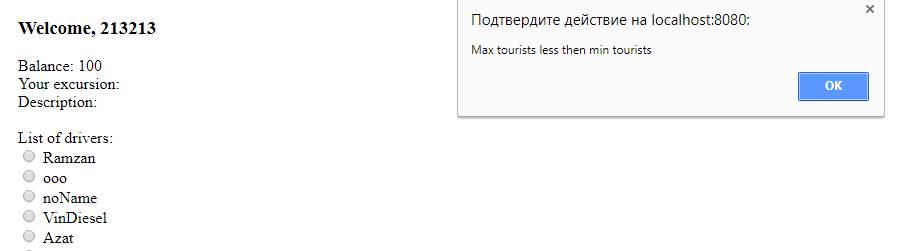 Welcome, 213213
Balance: 100
Your excursion:
Description:
List of drivers:
Ramzan
ooo
noName
VinDiesel
Azat
Подтвердите действие на localhost:8080:
Max tourists less then min tourists
OK